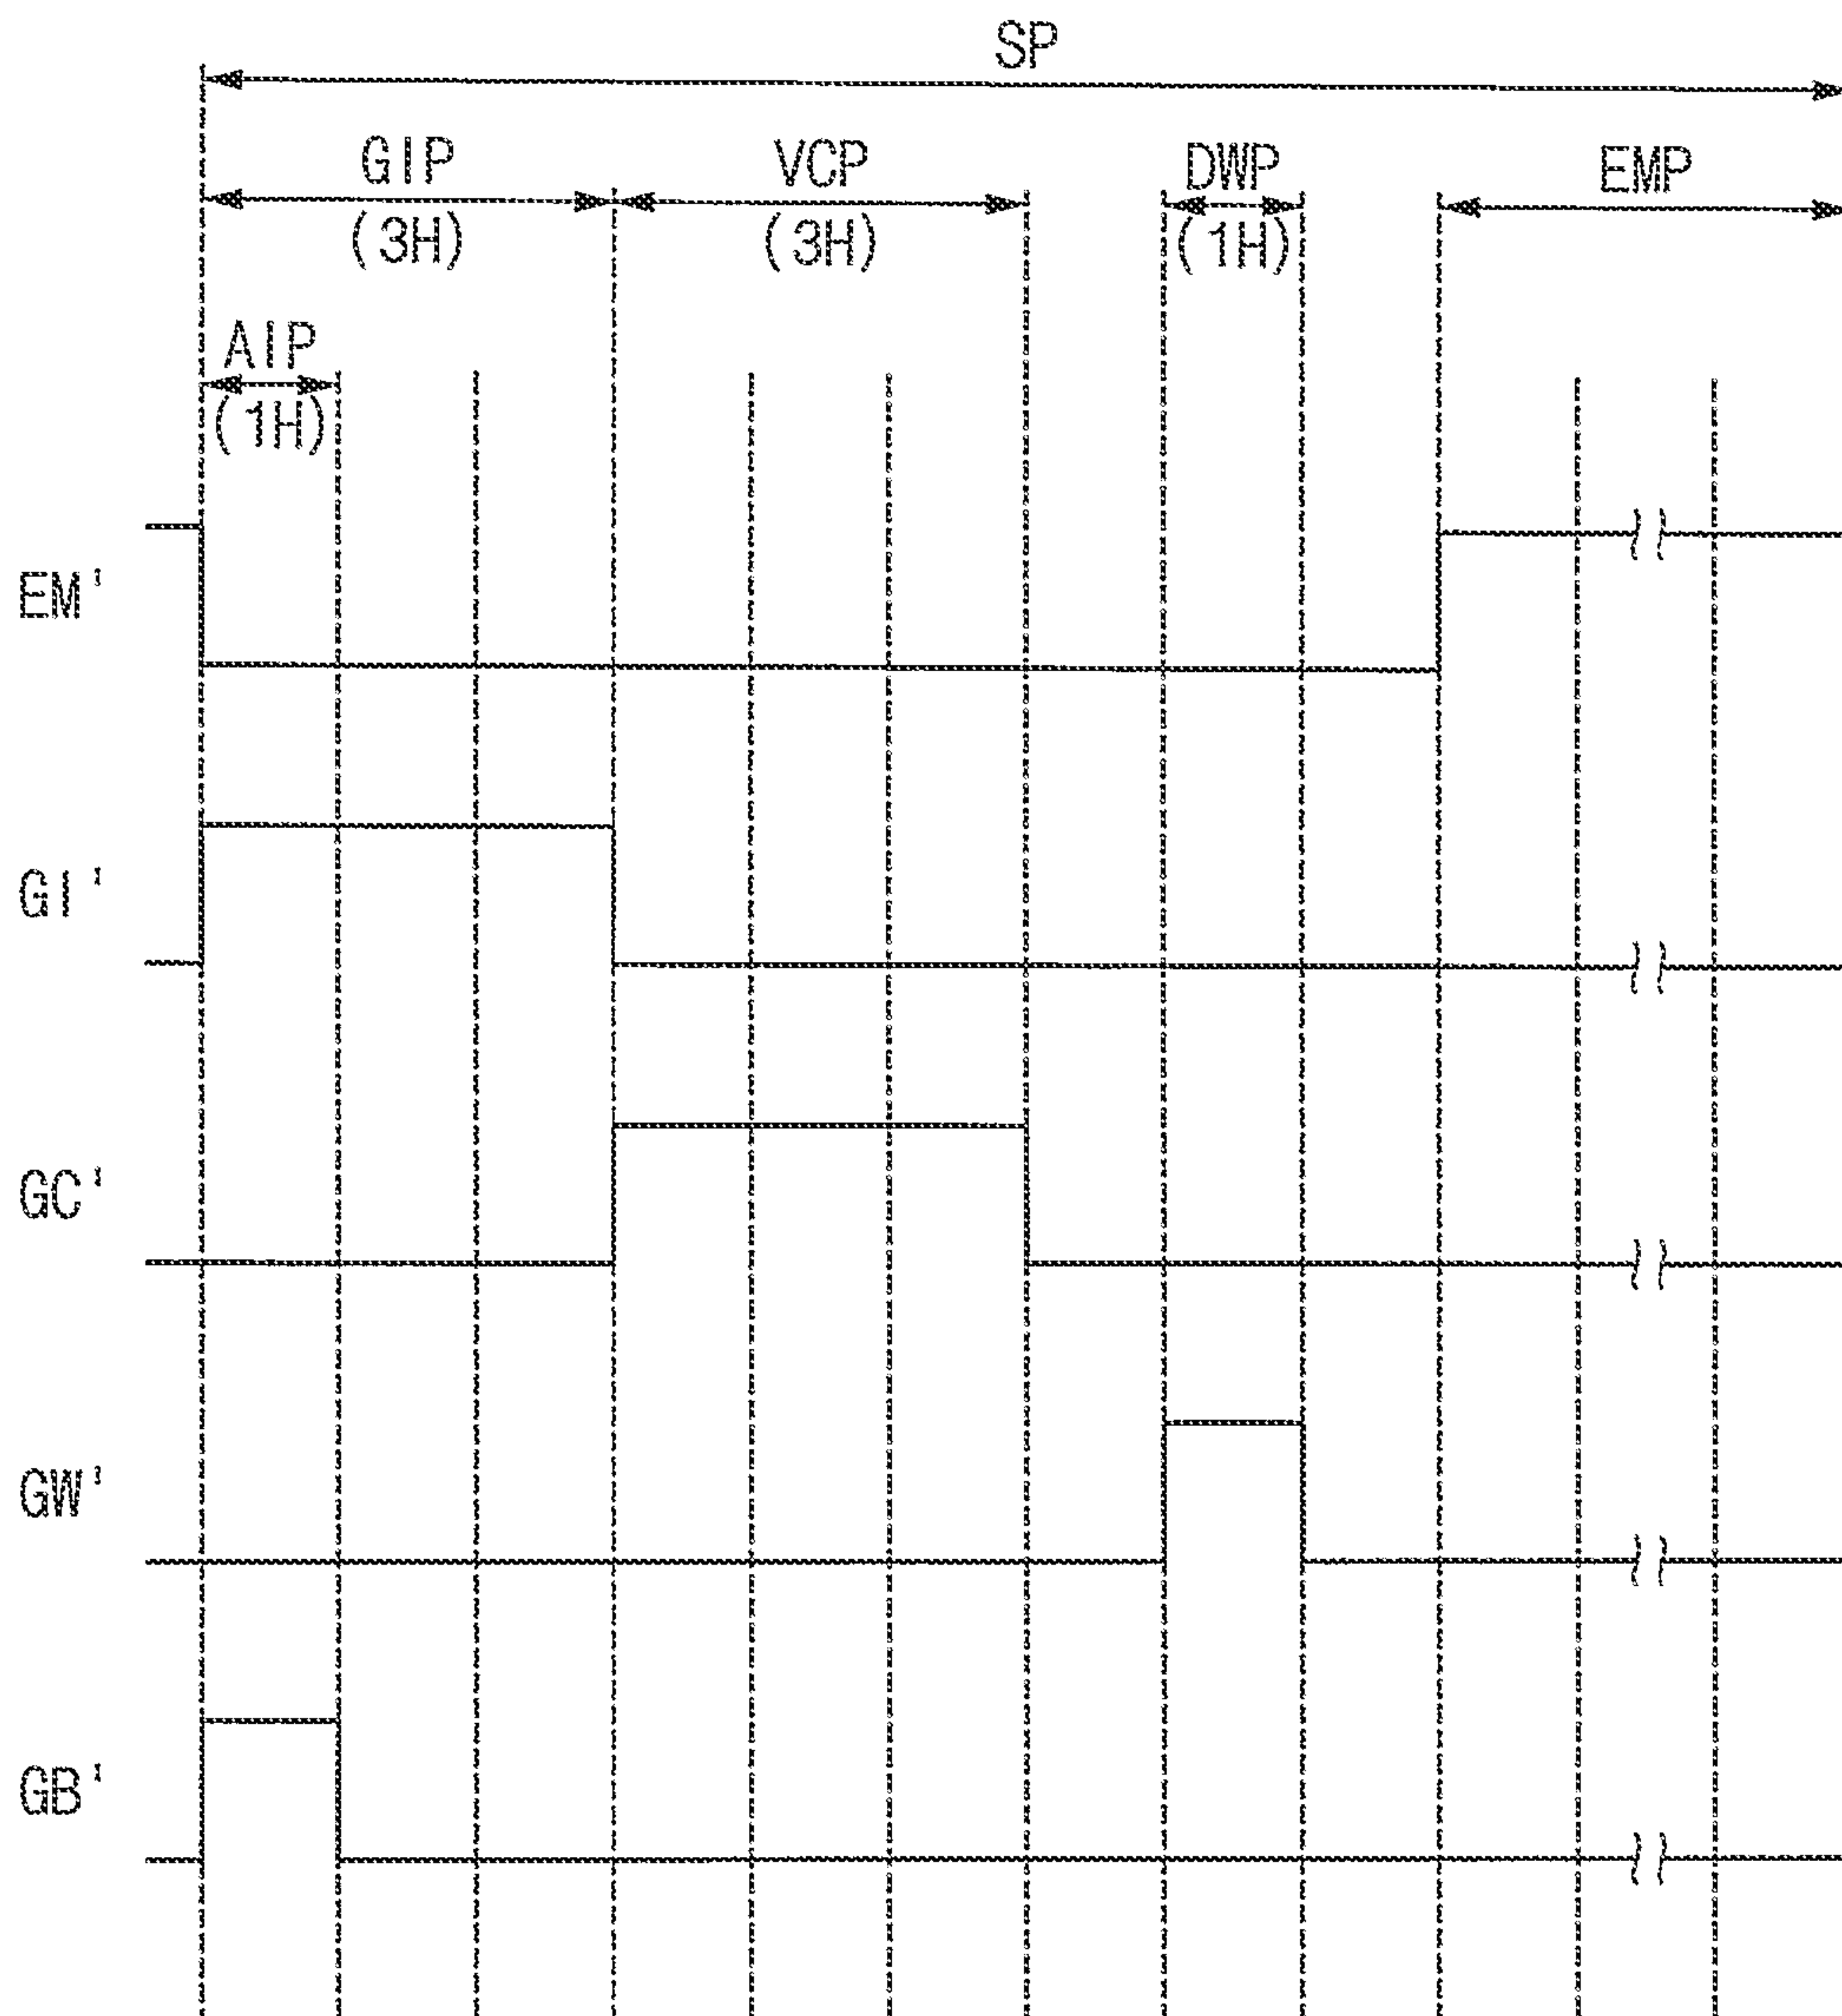 SP
GIP VCP DWP EMP
(3H) (3H) (1H)
AIP
(1H)
EM'
GI'
GC'
GW'
GB'